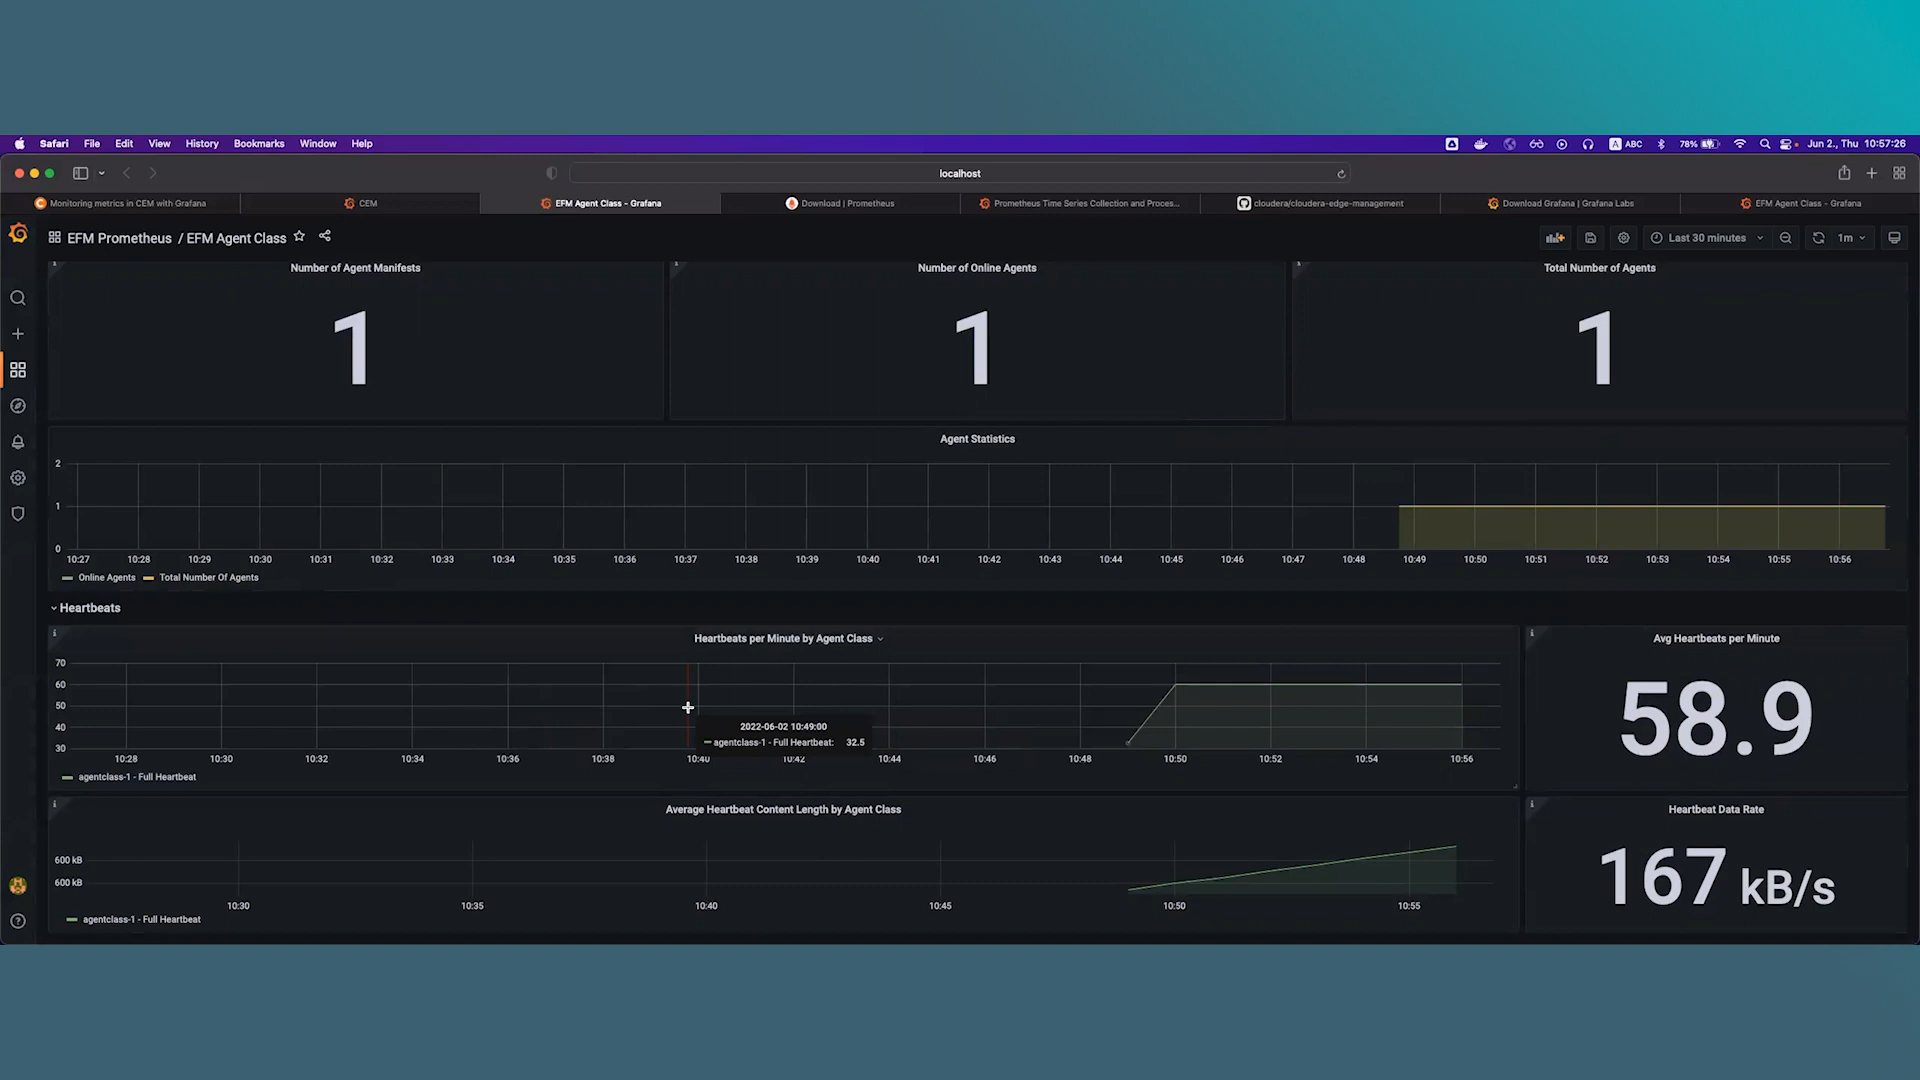 Safari File Edit View History Bookmarks Window Help
A ABC 78% Jun 2., Thu 10:57:26
localhost
Monitoring metrics in CEM with Grafana
CEM
EFM Agent Class - Grafana
Download | Prometheus
Prometheus Time Series Collection and Proces...
cloudera/cloudera-edge-management
Download Grafana | Grafana Labs
EFM Agent Class - Grafana
EFM Prometheus / EFM Agent Class
Last 30 minutes
1m
Number of Agent Manifests
1
Number of Online Agents
1
Total Number of Agents
1
Agent Statistics
2
1
0
10:27 10:28 10:29 10:30 10:31 10:32 10:33 10:34 10:35 10:36 10:37 10:38 10:39 10:40 10:41 10:42 10:43 10:44 10:45 10:46 10:47 10:48 10:49 10:50 10:51 10:52 10:53 10:54 10:55 10:56
Online Agents Total Number Of Agents
Heartbeats
Heartbeats per Minute by Agent Class
70
60
50
40
30
2022-06-02 10:49:00
agentclass-1 - Full Heartbeat: 32.5
10:28 10:30 10:32 10:34 10:36 10:38 10:40 10:42 10:44 10:46 10:48 10:50 10:52 10:54 10:56
agentclass-1 - Full Heartbeat
Avg Heartbeats per Minute
58.9
Average Heartbeat Content Length by Agent Class
600 kB
600 kB
10:30 10:35 10:40 10:45 10:50 10:55
agentclass-1 - Full Heartbeat
Heartbeat Data Rate
167 kB/s